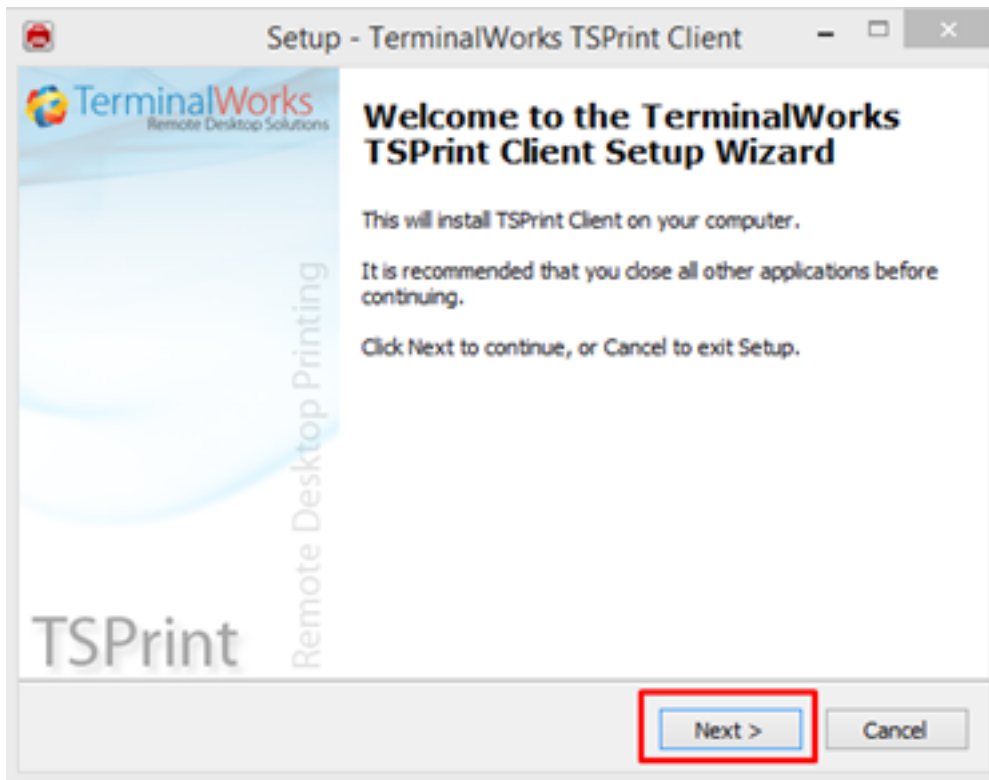 Setup - TerminalWorks TSPrint Client
TerminalWorks
Remote Desktop Solutions
Welcome to the TerminalWorks
TSPrint Client Setup Wizard
This will install TSPrint Client on your computer.
It is recommended that you close all other applications before
continuing.
Click Next to continue, or Cancel to exit Setup.
Remote Desktop Printing
TSPrint
Next >
Cancel